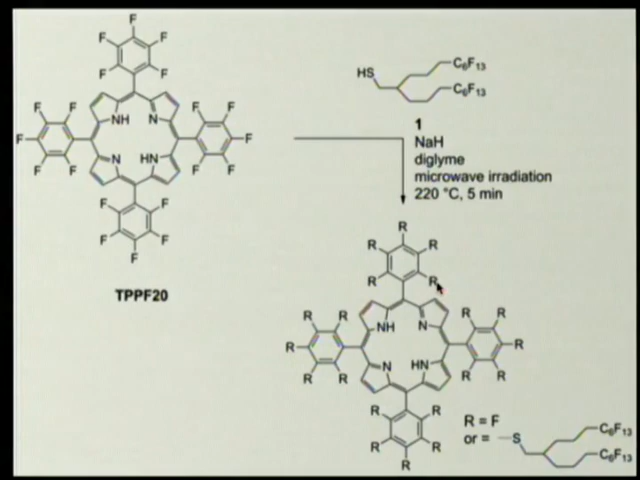 F
F F
F F
HS
C₆F₁₃
C₆F₁₃
F F F F
F NH N F
F N HN F
F F F F
1
NaH
diglyme
microwave irradiation
220 °C, 5 min
F F
F F
F
TPPF20
R
R R
R R
R R R R
R NH N R
R N HN R
R R R R
R R
R R
R
R = F
or = —S
C₆F₁₃
C₆F₁₃